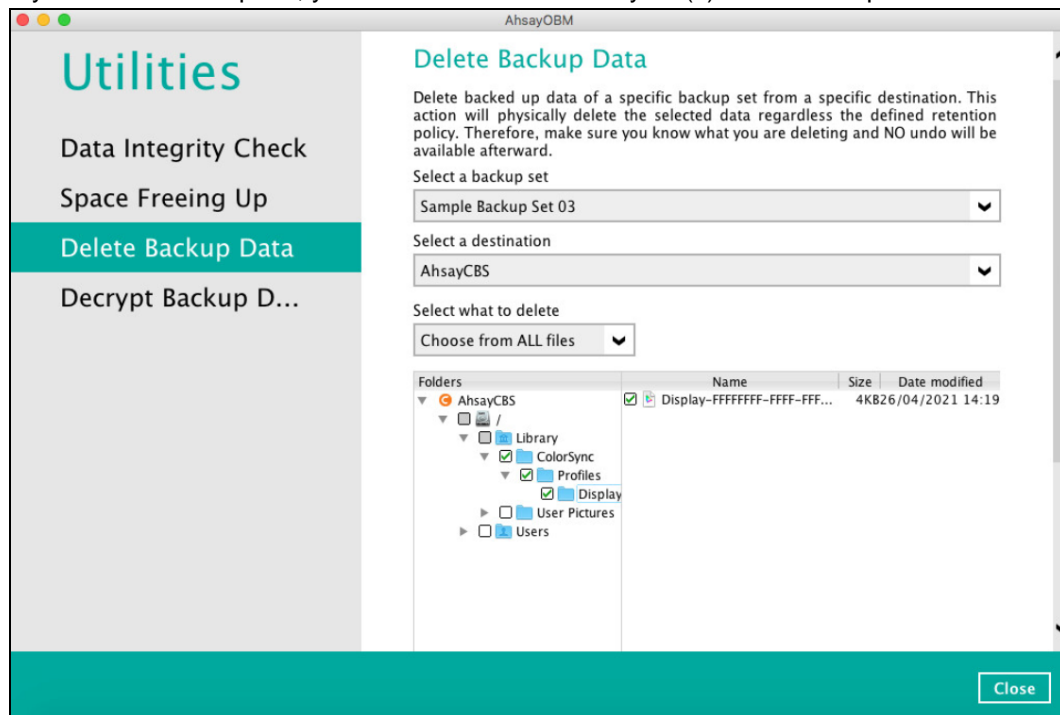 AhsayOBM
Utilities
Data Integrity Check
Space Freeing Up
Delete Backup Data
Decrypt Backup D...
Delete Backup Data
Delete backed up data of a specific backup set from a specific destination. This
action will physically delete the selected data regardless the defined retention
policy. Therefore, make sure you know what you are deleting and NO undo will be
available afterward.
Select a backup set
Sample Backup Set 03
Select a destination
AhsayCBS
Select what to delete
Choose from ALL files
Folders Name Size Date modified
AhsayCBS Display-FFFFFFFF-FFFF-FFF... 4KB26/04/2021 14:19
/
Library
ColorSync
Profiles
Display
User Pictures
Users
Close